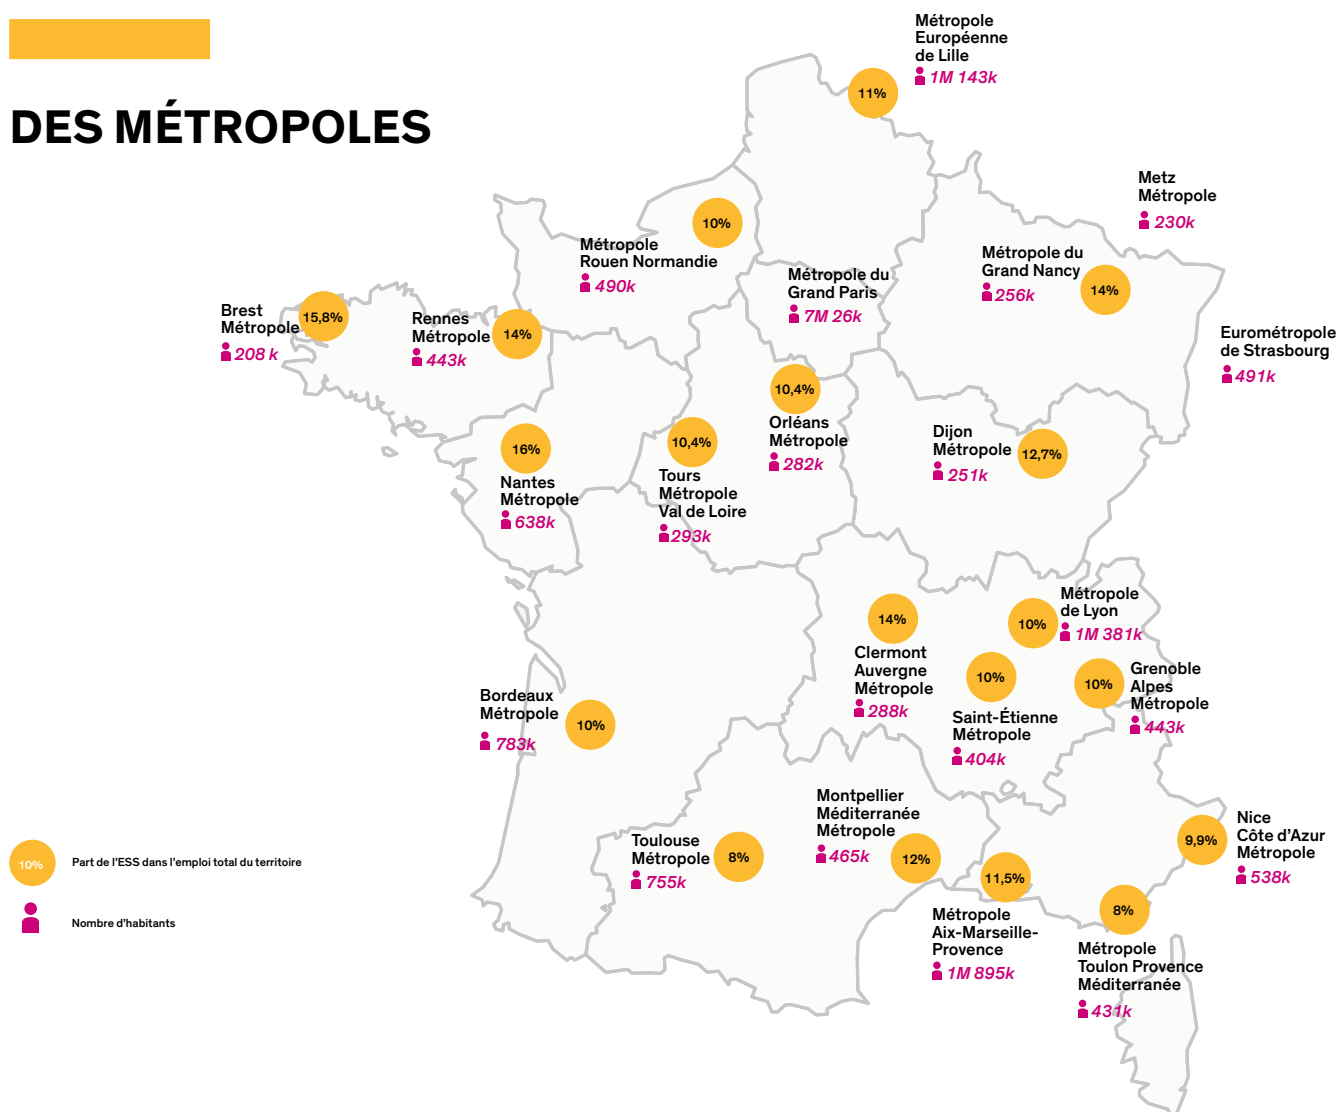 DES MÉTROPOLES
Métropole
Européenne
de Lille
1M 143k
11%
Metz
Métropole
230k
10%
Métropole
Rouen Normandie
490k
Métropole du
Grand Paris
7M 26k
Métropole du
Grand Nancy
256k
14%
Brest
Métropole
208 k
15,8%
Rennes
Métropole
443k
14%
Eurométropole
de Strasbourg
491k
10,4%
Orléans
Métropole
282k
10,4%
Tours
Métropole
Val de Loire
293k
16%
Nantes
Métropole
638k
Dijon
Métropole
251k
12,7%
14%
Clermont
Auvergne
Métropole
288k
10%
Métropole
de Lyon
1M 381k
10%
Saint-Étienne
Métropole
404k
10%
Grenoble
Alpes
Métropole
443k
Bordeaux
Métropole
783k
10%
Toulouse
Métropole
755k
8%
Montpellier
Méditerranée
Métropole
465k
12%
11,5%
Métropole
Aix-Marseille-
Provence
1M 895k
9,9%
Nice
Côte d'Azur
Métropole
538k
8%
Métropole
Toulon Provence
Méditerranée
431k
10%
Part de l'ESS dans l'emploi total du territoire
Nombre d'habitants